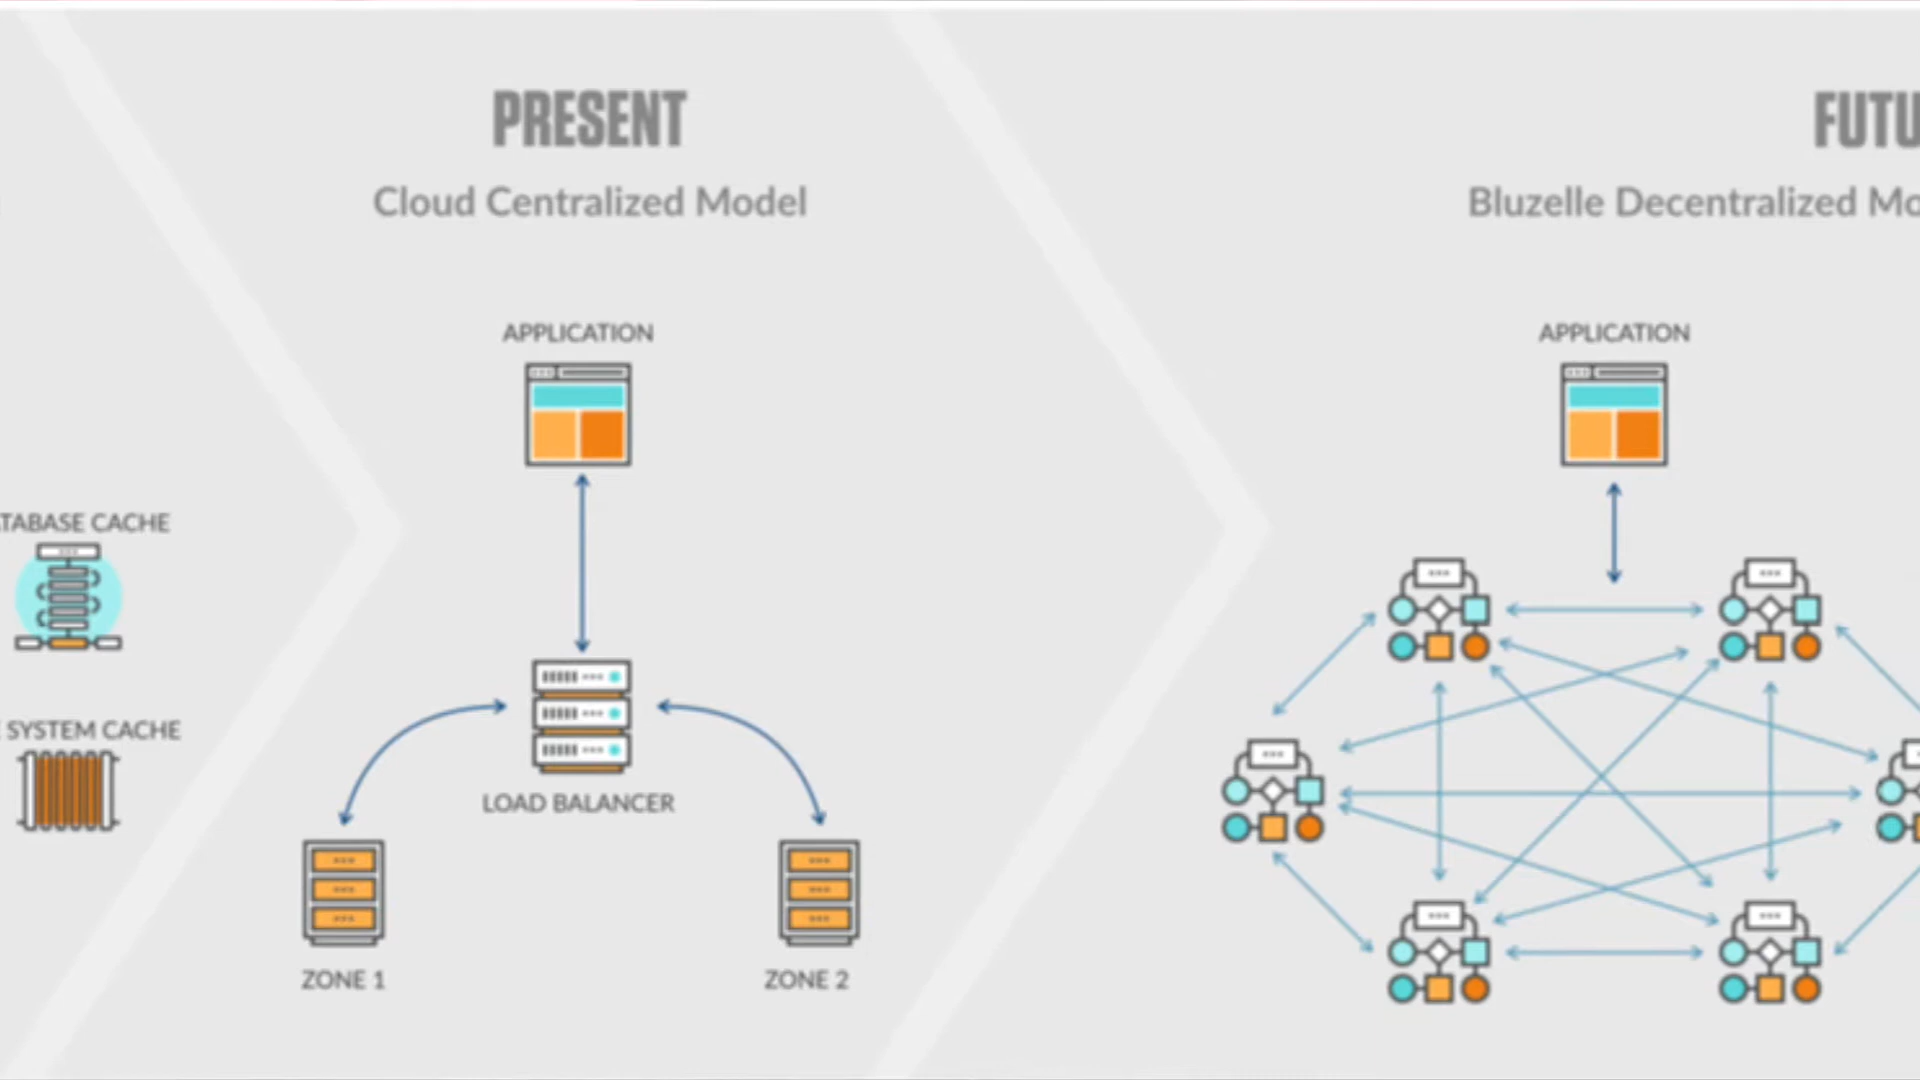 PRESENT
Cloud Centralized Model
APPLICATION
LOAD BALANCER
ZONE 1
ZONE 2
TABASE CACHE
SYSTEM CACHE
FUTU
Bluzelle Decentralized Mo
APPLICATION